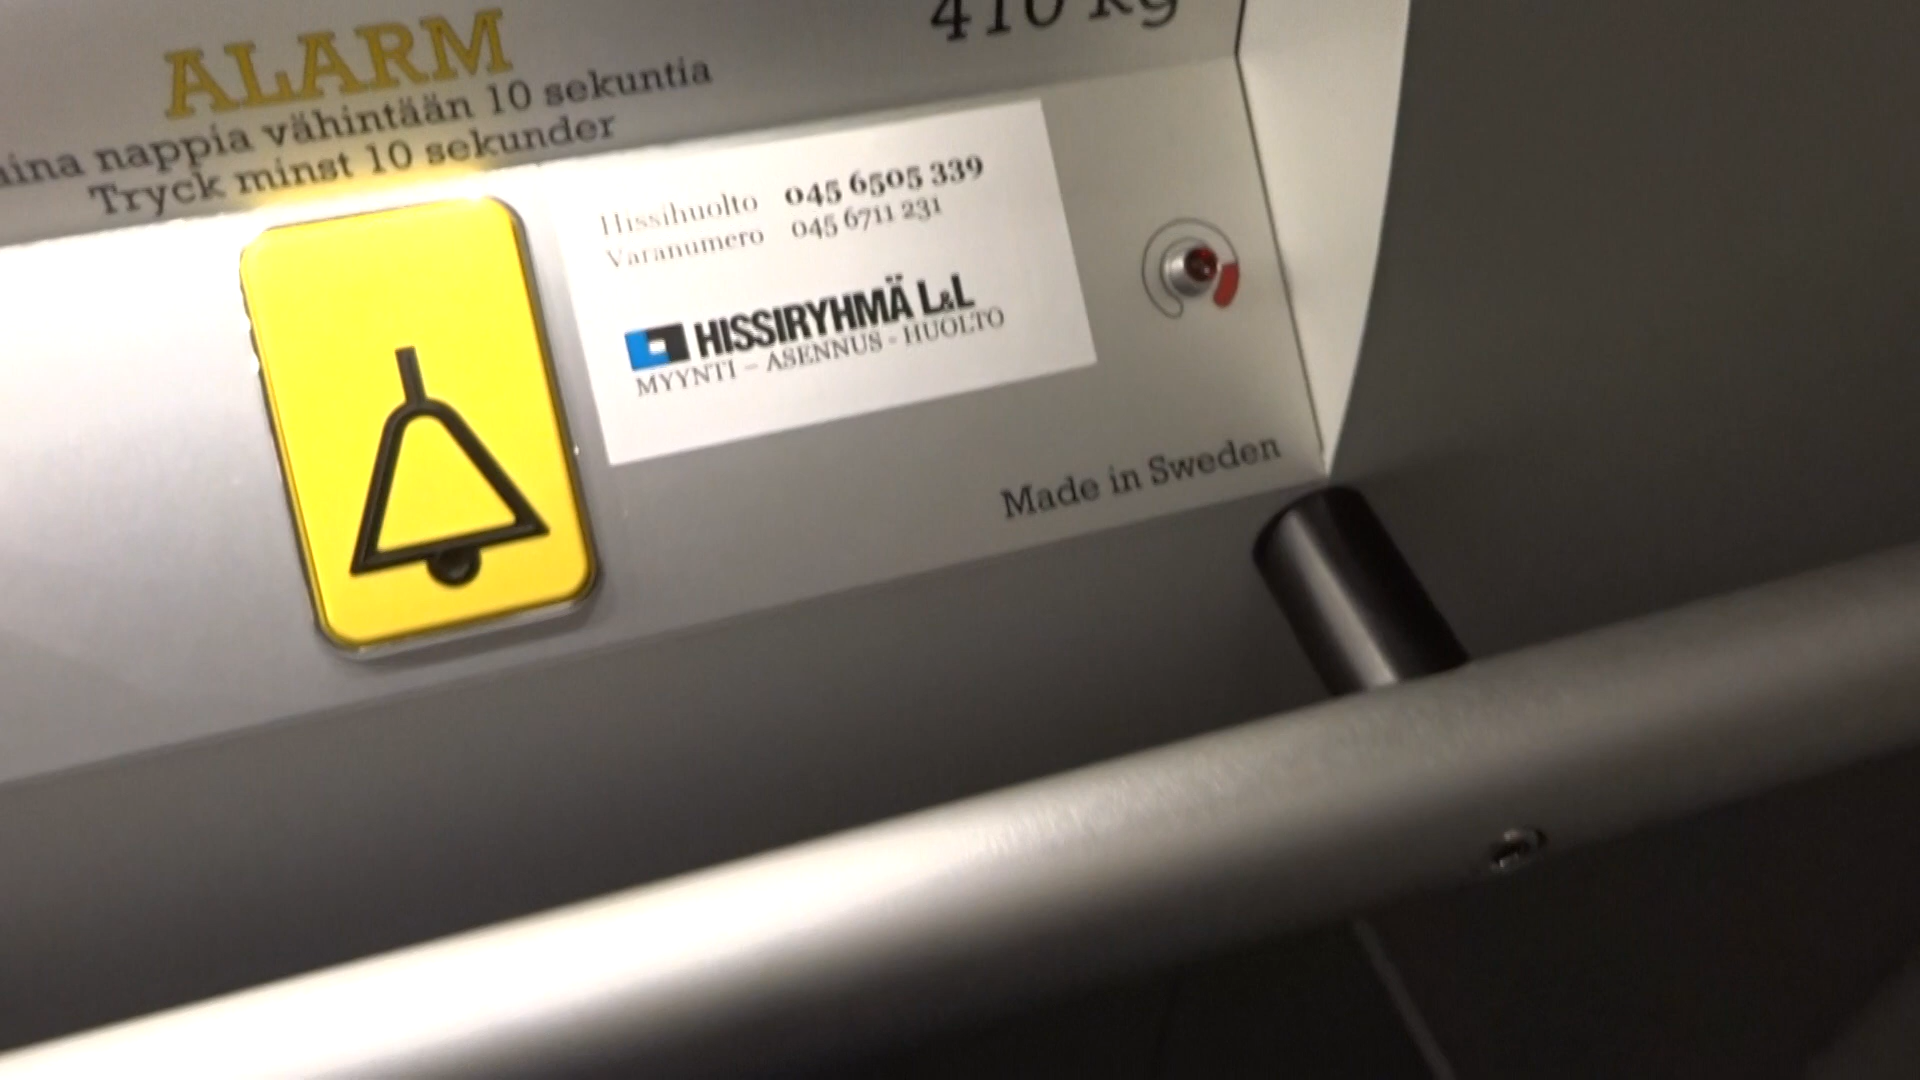 ALARM
410 kg
nappia vähintään 10 sekuntia
Tryck minst 10 sekunder
Hissihuolto 045 6505 339
Varanumero 045 6711 231
HISSIRYHMÄ L&L
MYYNTI – ASENNUS - HUOLTO
Made in Sweden